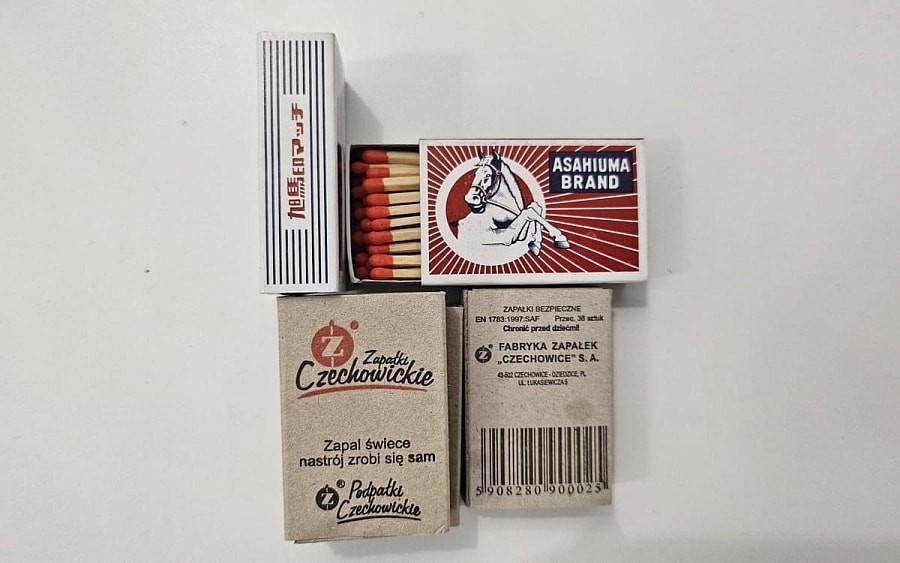 旭馬印マッチ
ASAHIUMA
BRAND
Z®
Zapałki
Czechowickie
Zapal świece
nastrój zrobi się sam
Z® Podpałki
Czechowickie
ZAPAŁKI BEZPIECZNE
EN 1783:1997:SAF Przec. 38 sztuk
Chronić przed dziećmi!
Z® FABRYKA ZAPAŁEK
„CZECHOWICE” S.A.
43-502 CZECHOWICE - DZIEDZICE, PL
UL. ŁUKASIEWICZA 5
5 908280 900025